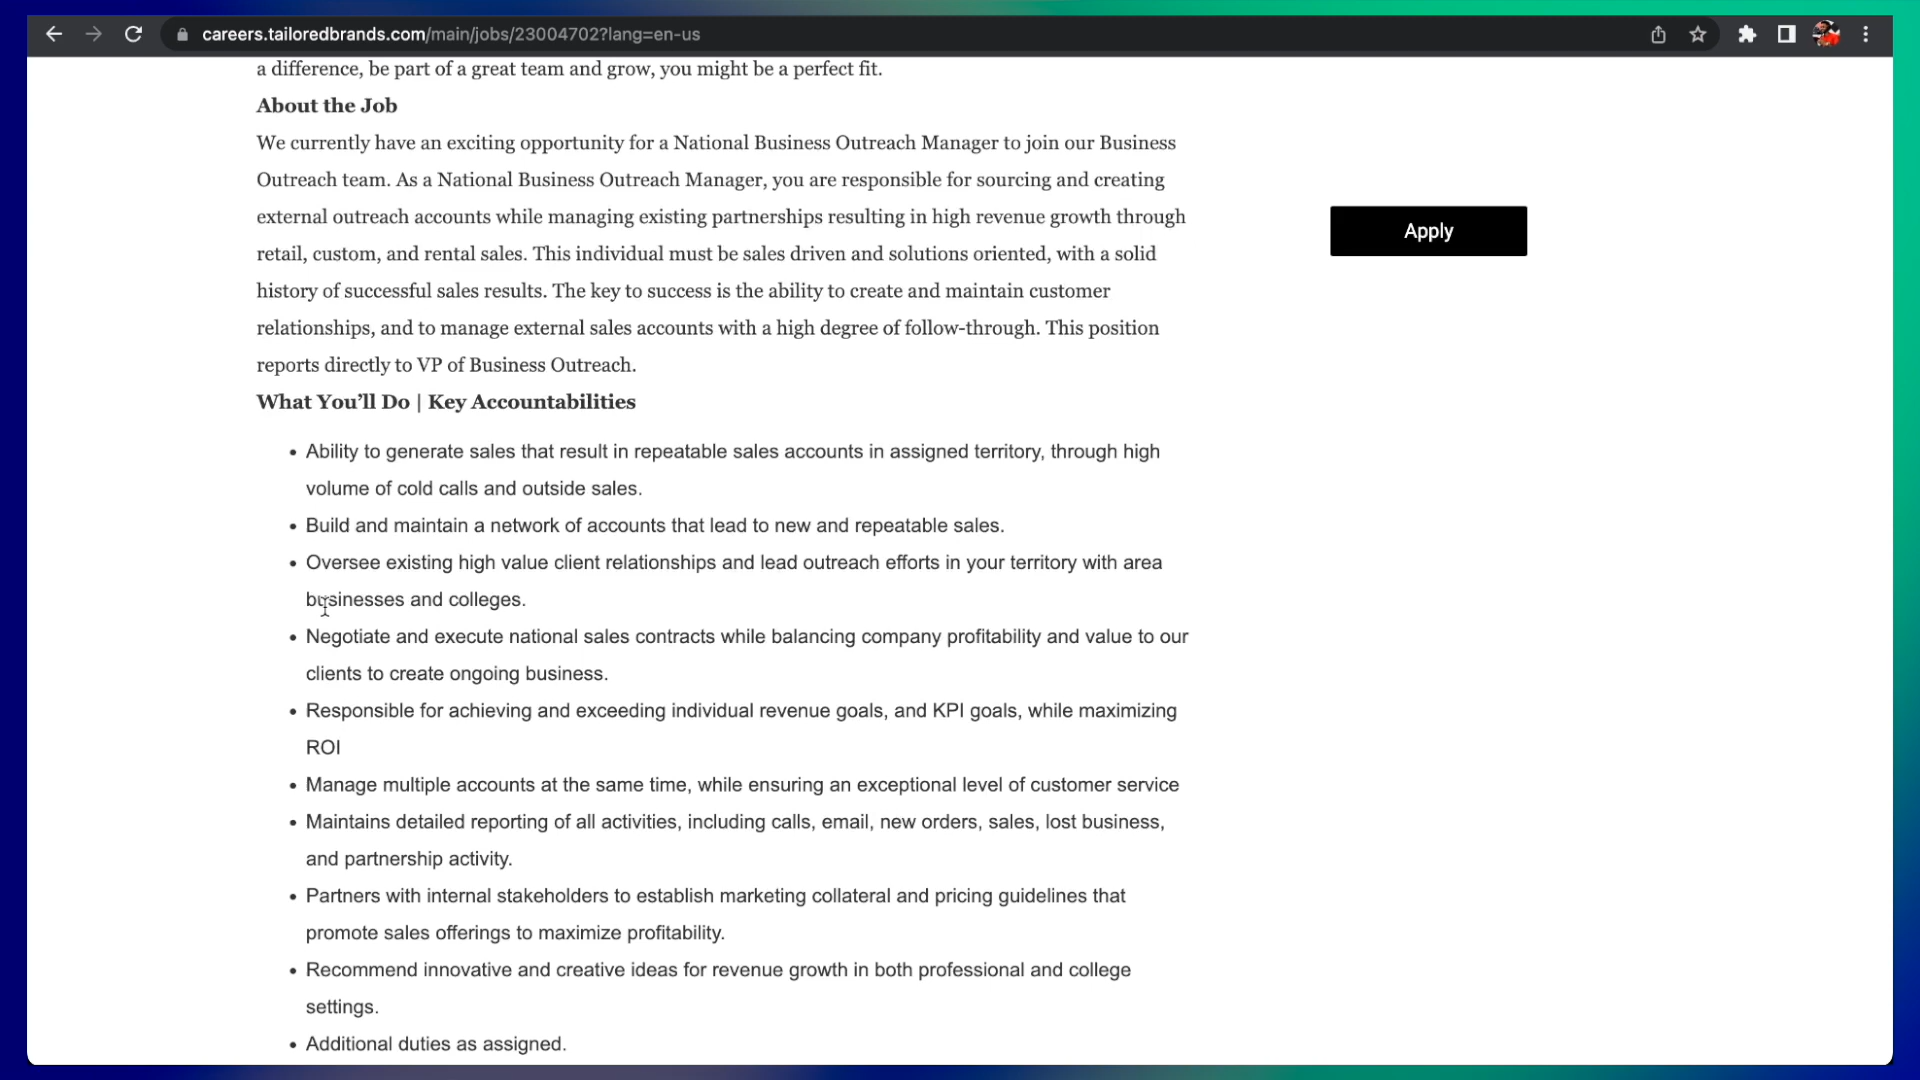 careers.tailoredbrands.com/main/jobs/23004702?lang=en-us
a difference, be part of a great team and grow, you might be a perfect fit.
About the Job
We currently have an exciting opportunity for a National Business Outreach Manager to join our Business
Outreach team. As a National Business Outreach Manager, you are responsible for sourcing and creating
external outreach accounts while managing existing partnerships resulting in high revenue growth through
retail, custom, and rental sales. This individual must be sales driven and solutions oriented, with a solid
history of successful sales results. The key to success is the ability to create and maintain customer
relationships, and to manage external sales accounts with a high degree of follow-through. This position
reports directly to VP of Business Outreach.
Apply
What You’ll Do | Key Accountabilities
• Ability to generate sales that result in repeatable sales accounts in assigned territory, through high
volume of cold calls and outside sales.
• Build and maintain a network of accounts that lead to new and repeatable sales.
• Oversee existing high value client relationships and lead outreach efforts in your territory with area
businesses and colleges.
• Negotiate and execute national sales contracts while balancing company profitability and value to our
clients to create ongoing business.
• Responsible for achieving and exceeding individual revenue goals, and KPI goals, while maximizing
ROI
• Manage multiple accounts at the same time, while ensuring an exceptional level of customer service
• Maintains detailed reporting of all activities, including calls, email, new orders, sales, lost business,
and partnership activity.
• Partners with internal stakeholders to establish marketing collateral and pricing guidelines that
promote sales offerings to maximize profitability.
• Recommend innovative and creative ideas for revenue growth in both professional and college
settings.
• Additional duties as assigned.